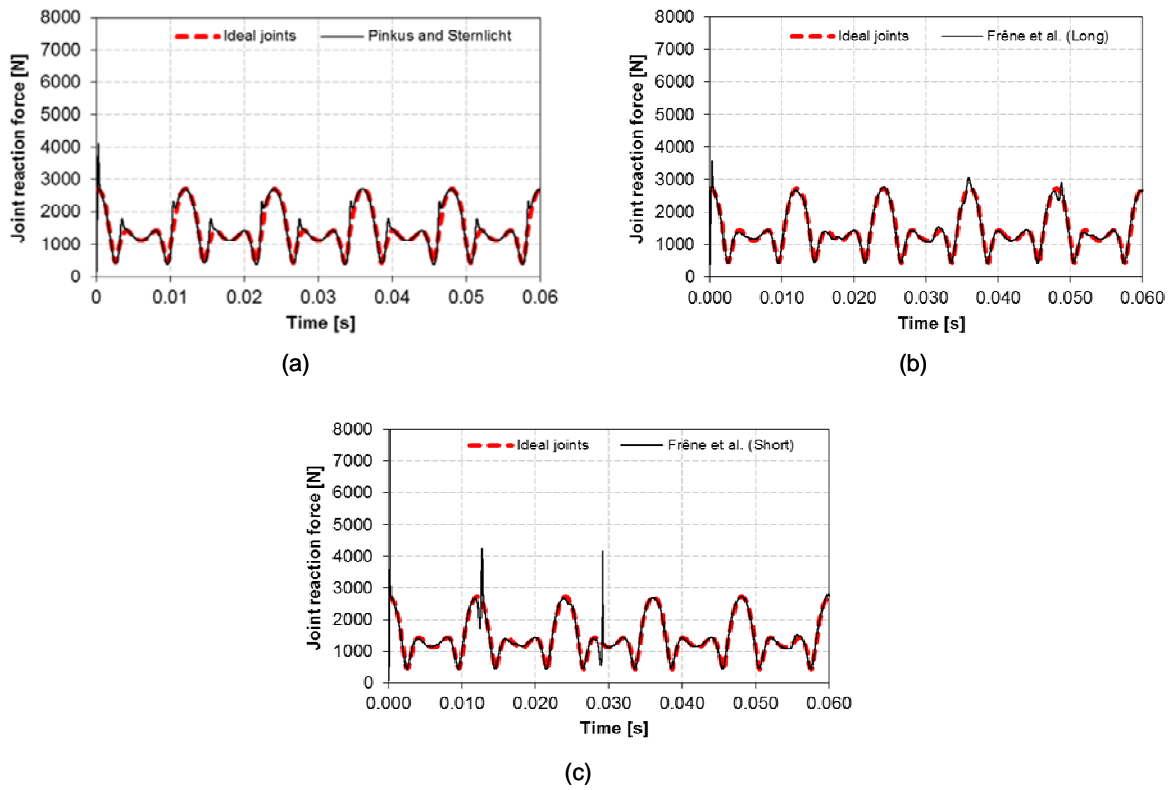 8000
7000
6000
5000
4000
3000
2000
1000
0
Joint reaction force [N]
Ideal joints Pinkus and Sternlicht
0 0.01 0.02 0.03 0.04 0.05 0.06
Time [s]
(a)
8000
7000
6000
5000
4000
3000
2000
1000
0
Joint reaction force [N]
Ideal joints Frêne et al. (Long)
0.000 0.010 0.020 0.030 0.040 0.050 0.060
Time [s]
(b)
8000
7000
6000
5000
4000
3000
2000
1000
0
Joint reaction force [N]
Ideal joints Frêne et al. (Short)
0.000 0.010 0.020 0.030 0.040 0.050 0.060
Time [s]
(c)